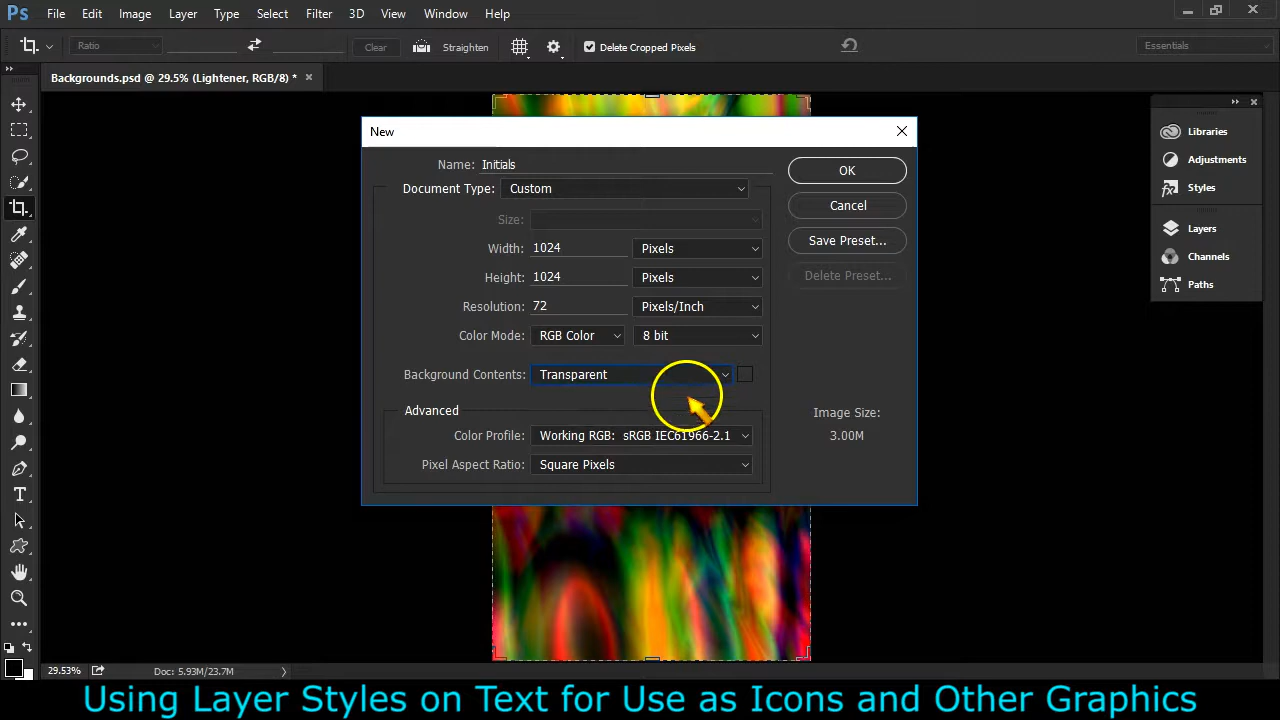 Ps File Edit Image Layer Type Select Filter 3D View Window Help
Ratio Clear Straighten Delete Cropped Pixels Essentials
Backgrounds.psd @ 29.5% (Lightener, RGB/8) *
New
Name: Initials
OK
Document Type: Custom
Cancel
Size:
Save Preset...
Width: 1024 Pixels
Height: 1024 Pixels
Delete Preset...
Resolution: 72 Pixels/Inch
Color Mode: RGB Color 8 bit
Background Contents: Transparent
Advanced
Image Size:
3.00M
Color Profile: Working RGB: sRGB IEC61966-2.1
Pixel Aspect Ratio: Square Pixels
Libraries
Adjustments
Styles
Layers
Channels
Paths
29.53% Doc: 5.93M/23.7M
Using Layer Styles on Text for Use as Icons and Other Graphics